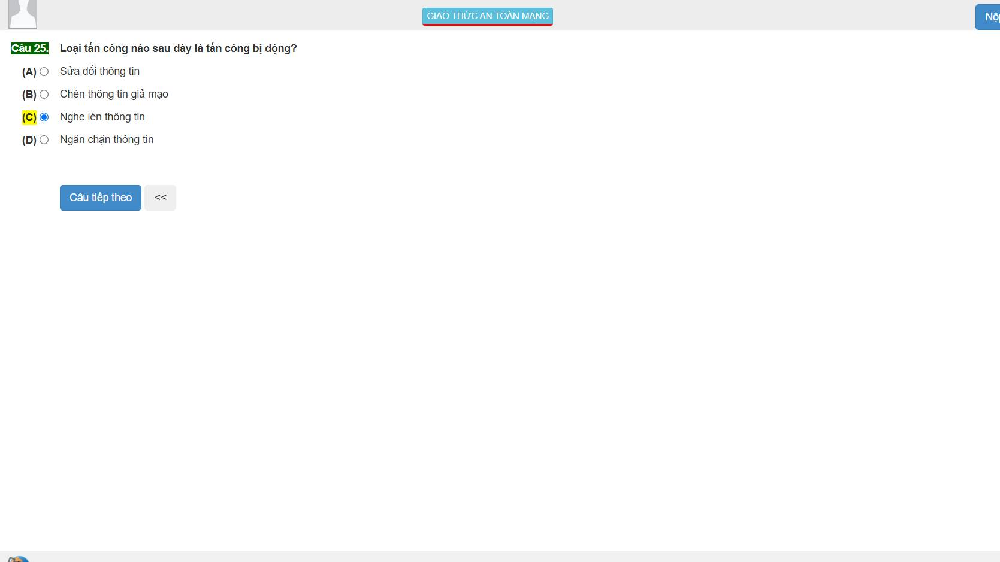 GIAO THỨC AN TOÀN MẠNG
Câu 25. Loại tấn công nào sau đây là tấn công bị động?
(A) Sửa đổi thông tin
(B) Chèn thông tin giả mạo
(C) Nghe lén thông tin
(D) Ngăn chặn thông tin
Câu tiếp theo <<